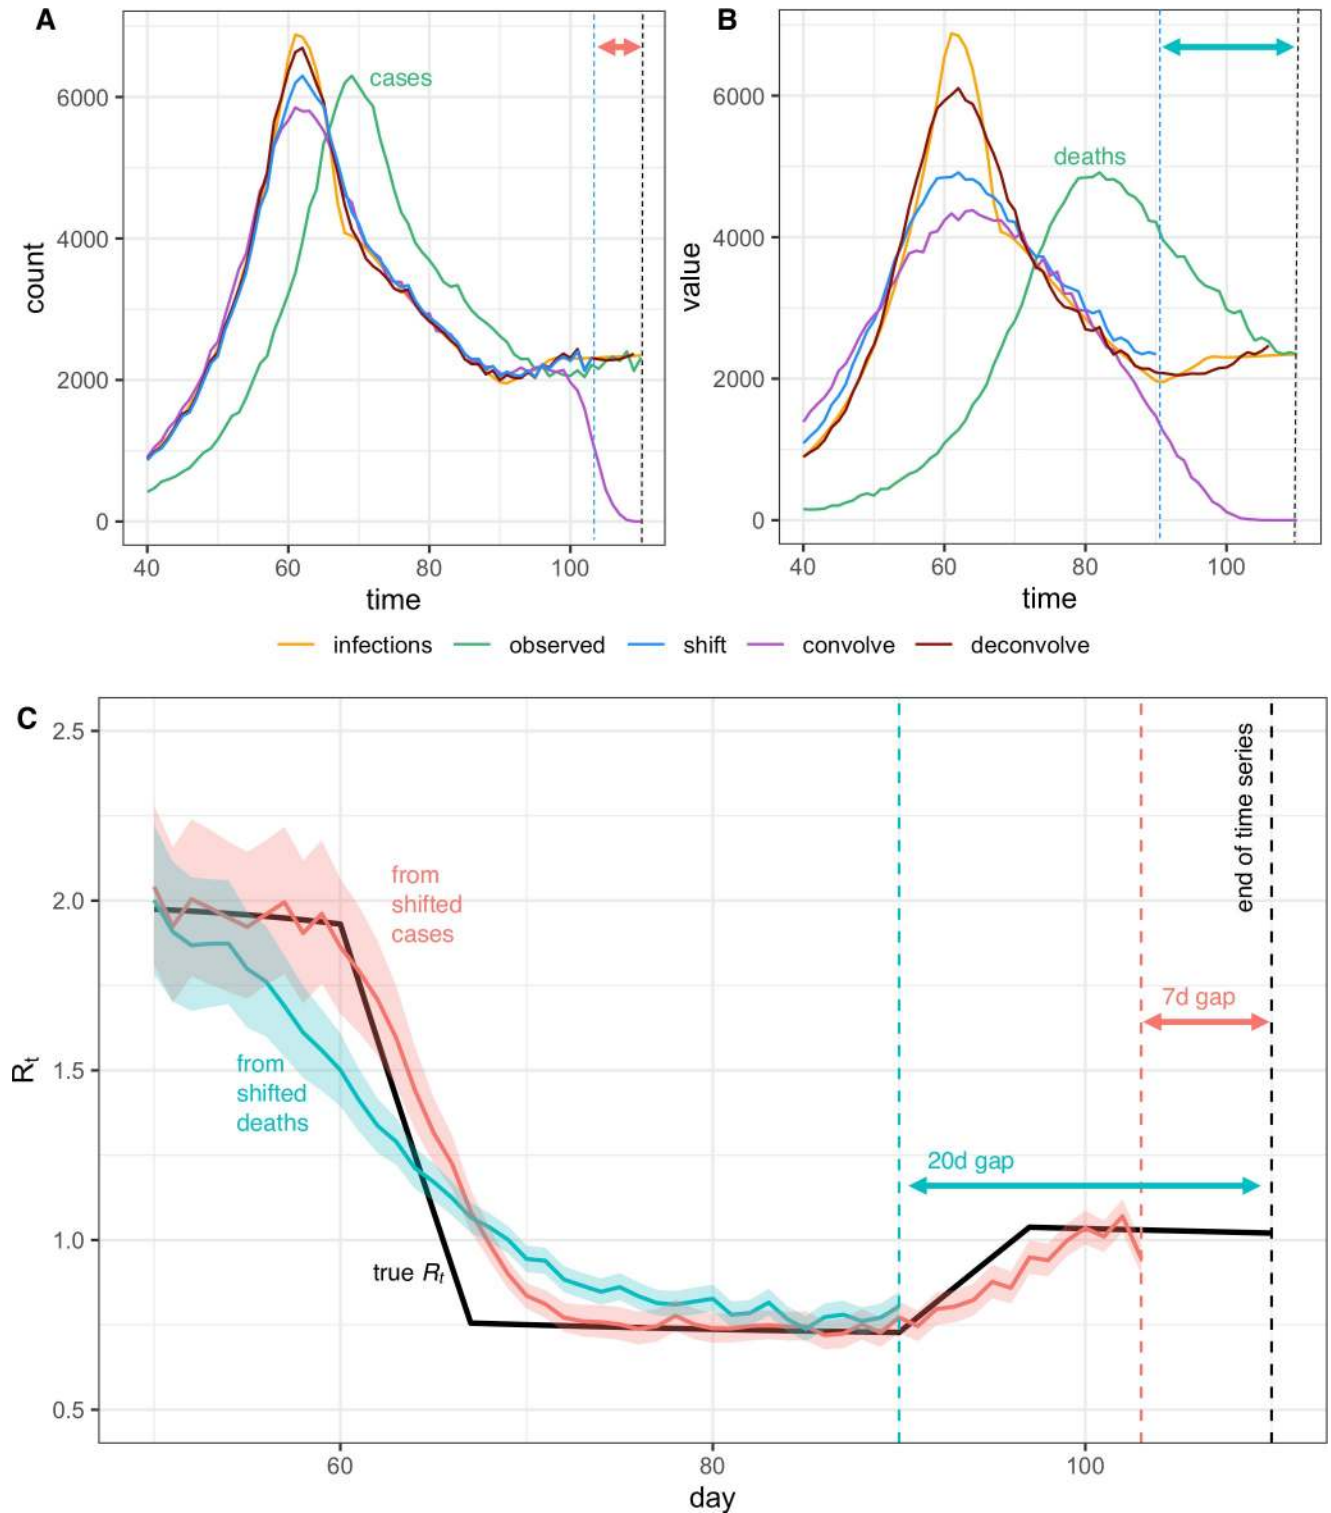 A
B
cases
deaths
6000
4000
2000
0
count
40
60
80
100
time
6000
4000
2000
0
value
40
60
80
100
time
infections
observed
shift
convolve
deconvolve
C
2.5
2.0
1.5
1.0
0.5
Rt
from
shifted
cases
from
shifted
deaths
true Rt
end of time series
7d gap
20d gap
60
80
100
day